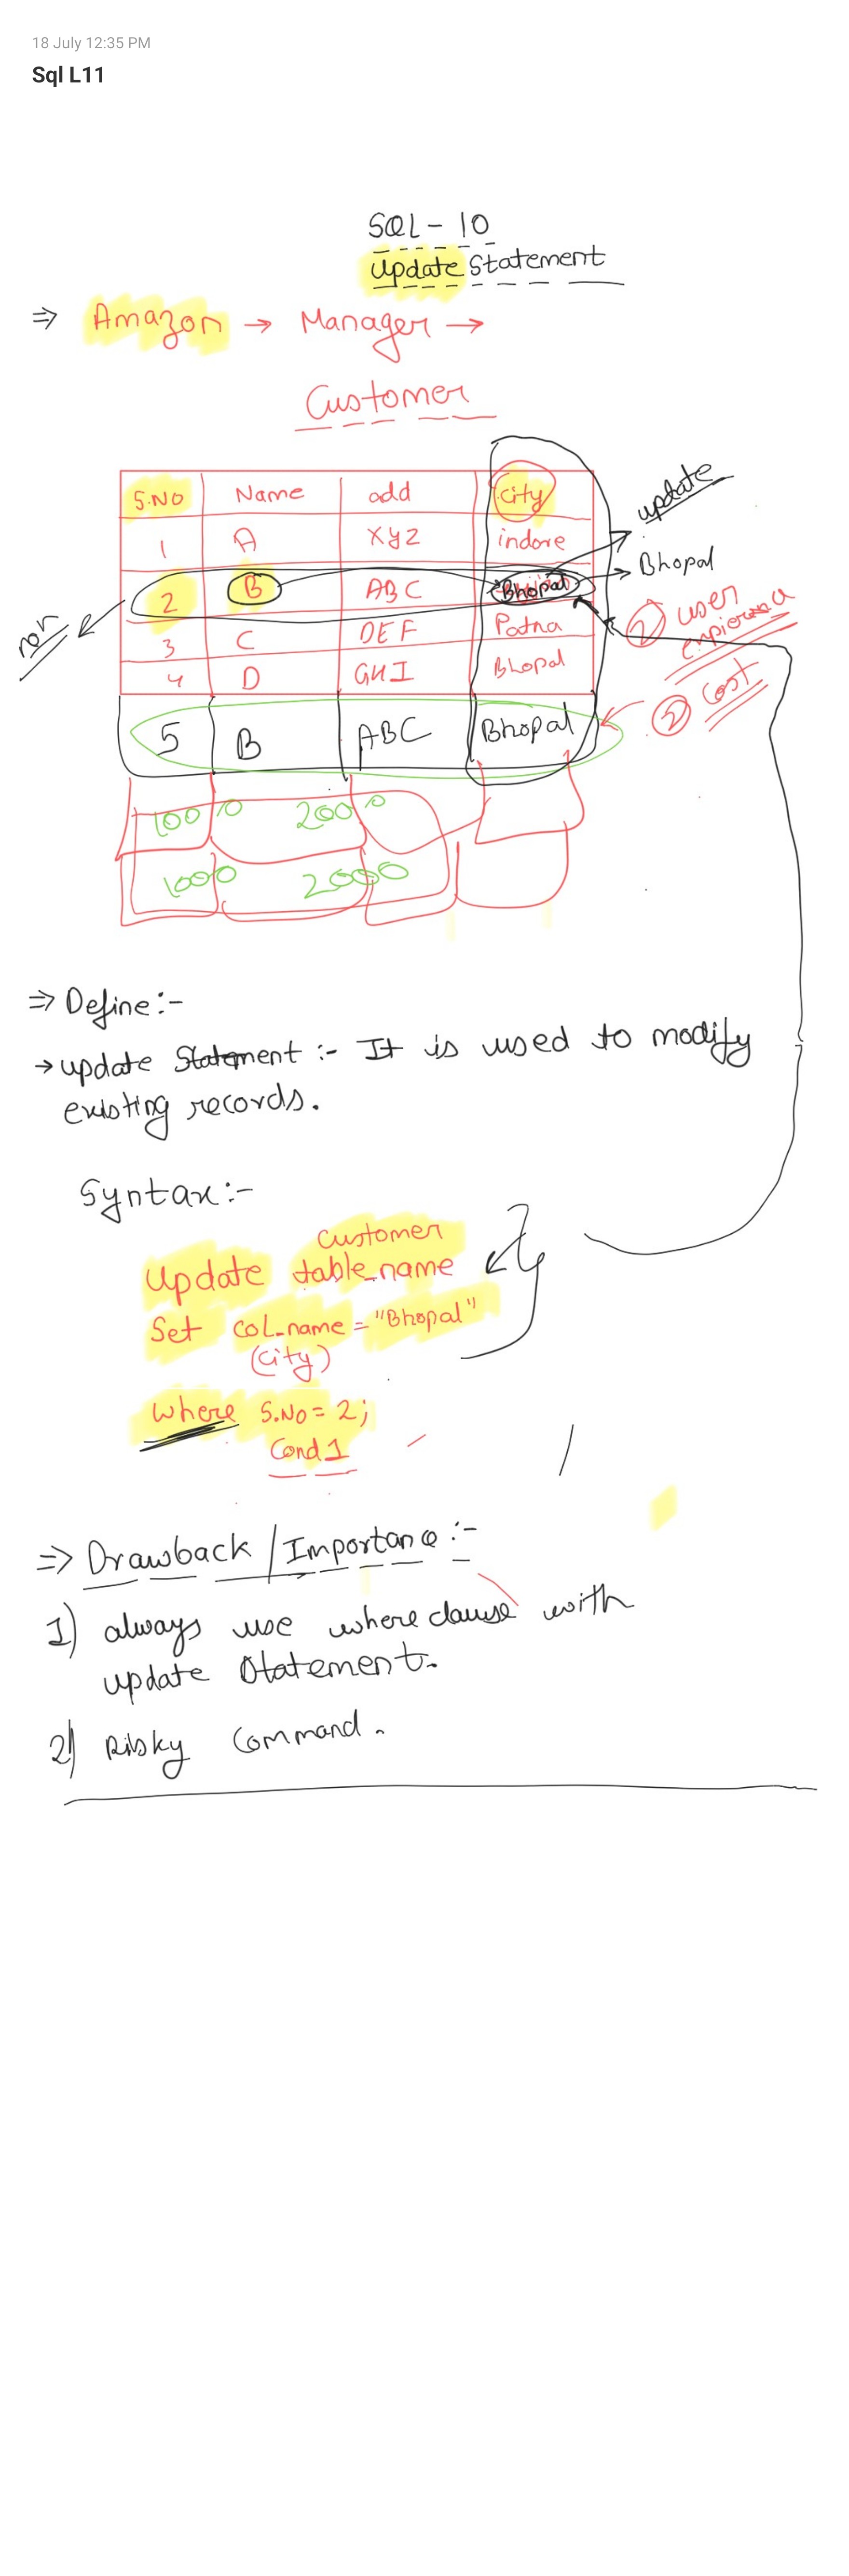 18 July 12:35 PM
Sql L11
SQL - 10
Update Statement
⇒ Amazon → Manager →
Customer
S.No Name add City
1 A XYZ indore
2 B ABC Bhopal
3 C DEF Patna
4 D GHI Bhopal
5 B ABC Bhopal
update
Bhopal
① user
② Cost
1000 2000
⇒ Define :-
→ update Statement :- It is used to modify
existing records.
Syntax :-
Customer
Update table_name
Set Col_name = "Bhopal"
(City)
Where S.No = 2;
Cond 1
⇒ Drawback / Importance :-
1) always use where clause with
update Statement.
2) Risky Command.